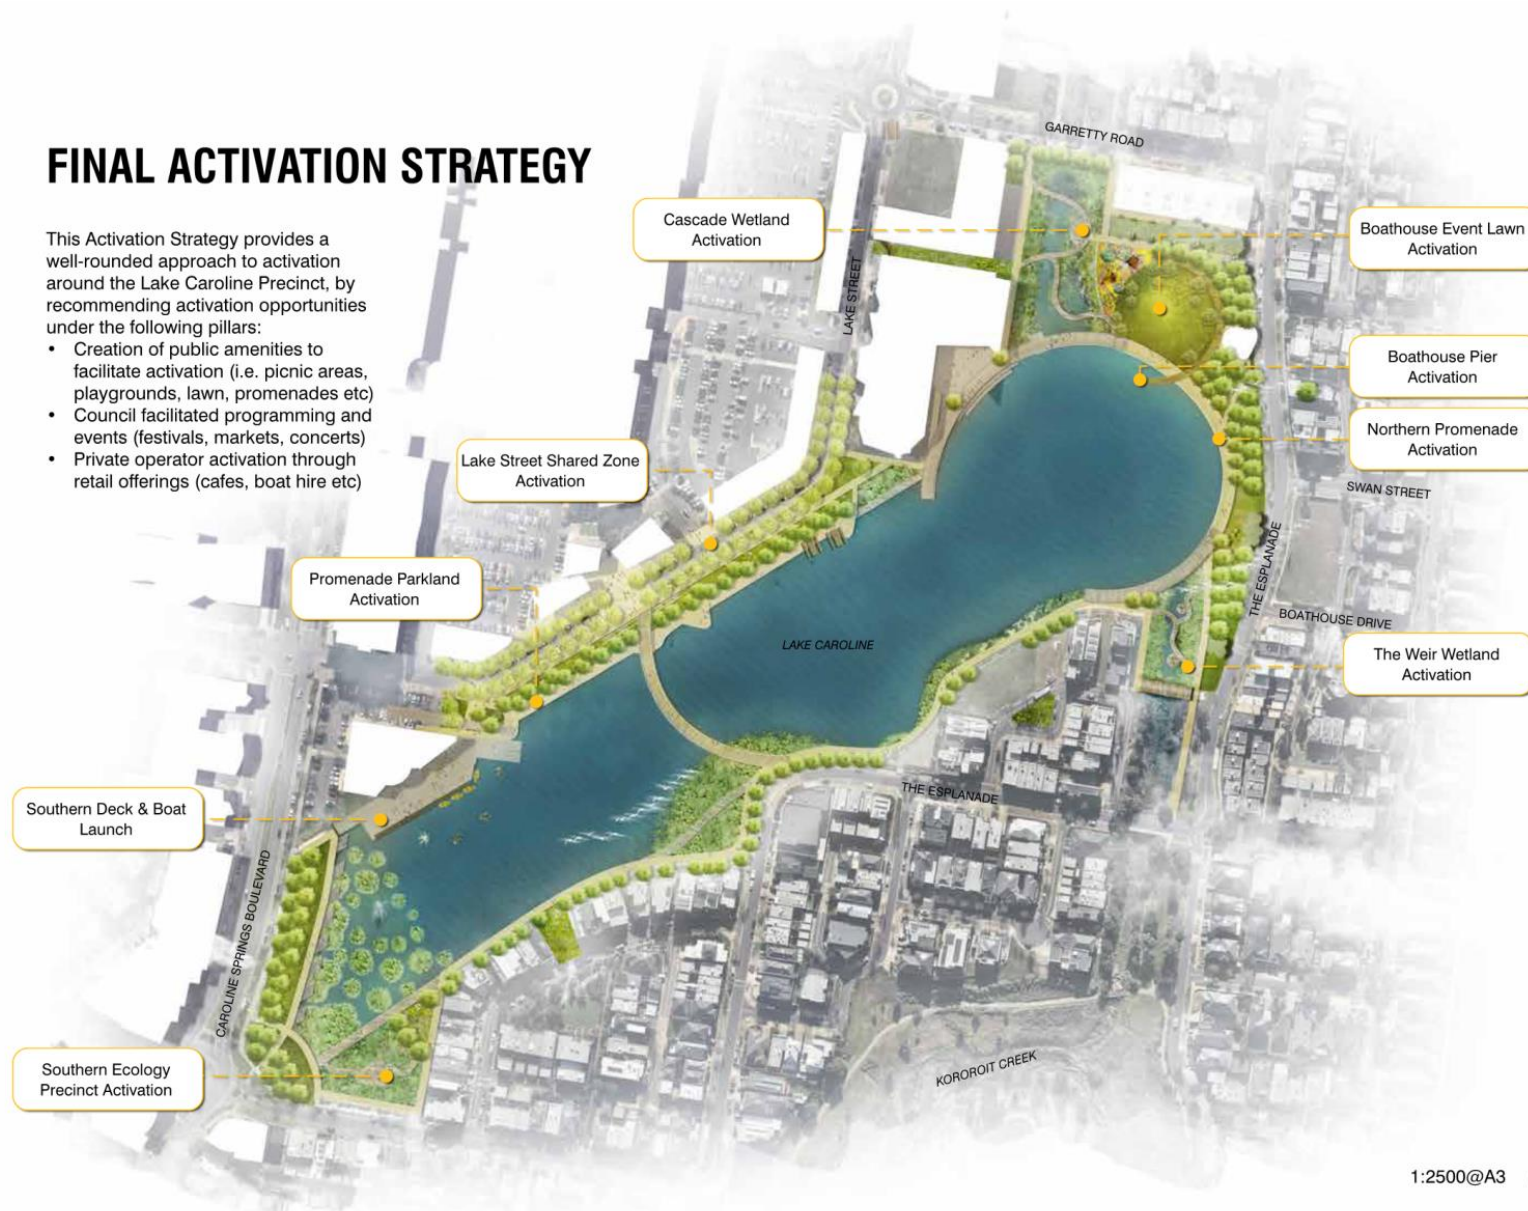 FINAL ACTIVATION STRATEGY
This Activation Strategy provides a
well-rounded approach to activation
around the Lake Caroline Precinct, by
recommending activation opportunities
under the following pillars:
• Creation of public amenities to
facilitate activation (i.e. picnic areas,
playgrounds, lawn, promenades etc)
• Council facilitated programming and
events (festivals, markets, concerts)
• Private operator activation through
retail offerings (cafes, boat hire etc)
GARRETTY ROAD
Cascade Wetland
Activation
LAKE STREET
Boathouse Event Lawn
Activation
Boathouse Pier
Activation
Northern Promenade
Activation
SWAN STREET
Lake Street Shared Zone
Activation
THE ESPLANADE
BOATHOUSE DRIVE
Promenade Parkland
Activation
LAKE CAROLINE
The Weir Wetland
Activation
THE ESPLANADE
Southern Deck & Boat
Launch
CAROLINE SPRINGS BOULEVARD
Southern Ecology
Precinct Activation
KOROROIT CREEK
1:2500@A3